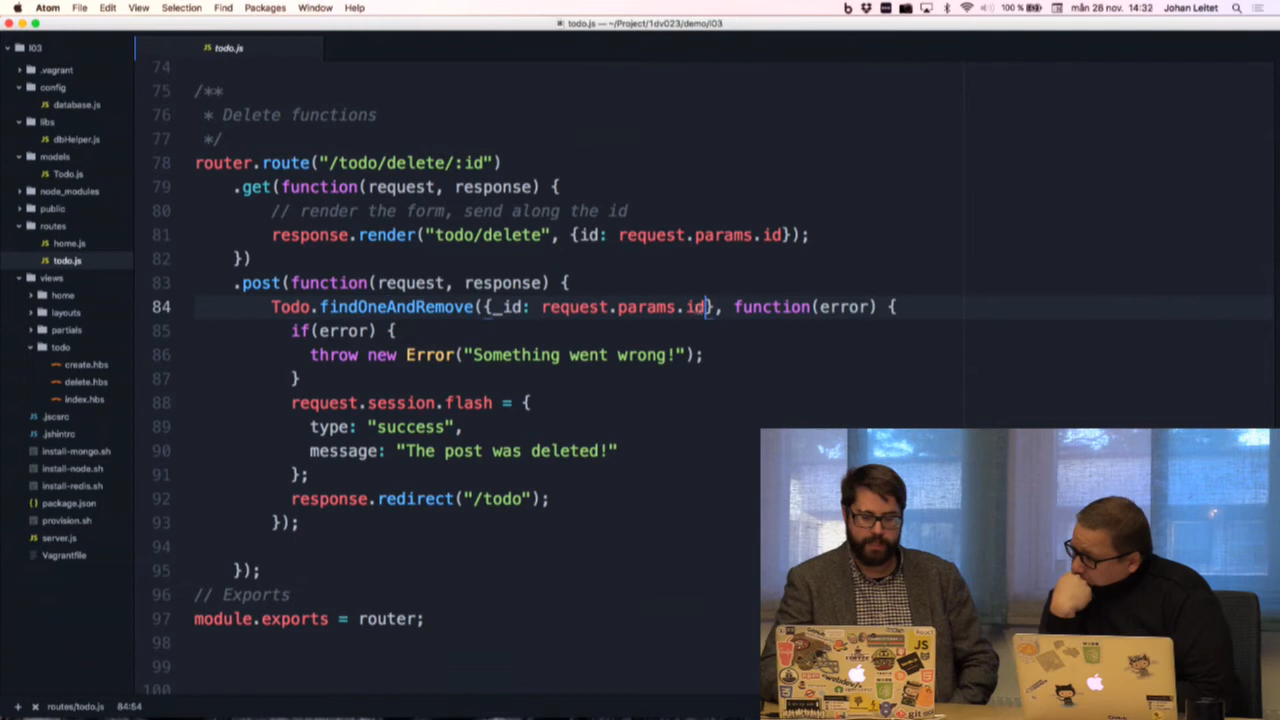 Atom File Edit View Selection Find Packages Window Help 100 % mån 28 nov. 14:32 Johan Leitet
todo.js — ~/Project/1dv023/demo/l03
l03
.vagrant
config
database.js
libs
dbHelper.js
models
Todo.js
node_modules
public
routes
home.js
todo.js
views
home
layouts
partials
todo
create.hbs
delete.hbs
index.hbs
.jscsrc
.jshintrc
install-mongo.sh
install-node.sh
install-redis.sh
package.json
provision.sh
server.js
Vagrantfile
todo.js
74
75 /**
76 * Delete functions
77 */
78 router.route("/todo/delete/:id")
79 .get(function(request, response) {
80 // render the form, send along the id
81 response.render("todo/delete", {id: request.params.id});
82 })
83 .post(function(request, response) {
84 Todo.findOneAndRemove({_id: request.params.id}, function(error) {
85 if(error) {
86 throw new Error("Something went wrong!");
87 }
88 request.session.flash = {
89 type: "success",
90 message: "The post was deleted!"
91 };
92 response.redirect("/todo");
93 });
94
95 });
96 // Exports
97 module.exports = router;
98
99
100
routes/todo.js 84:54
JS